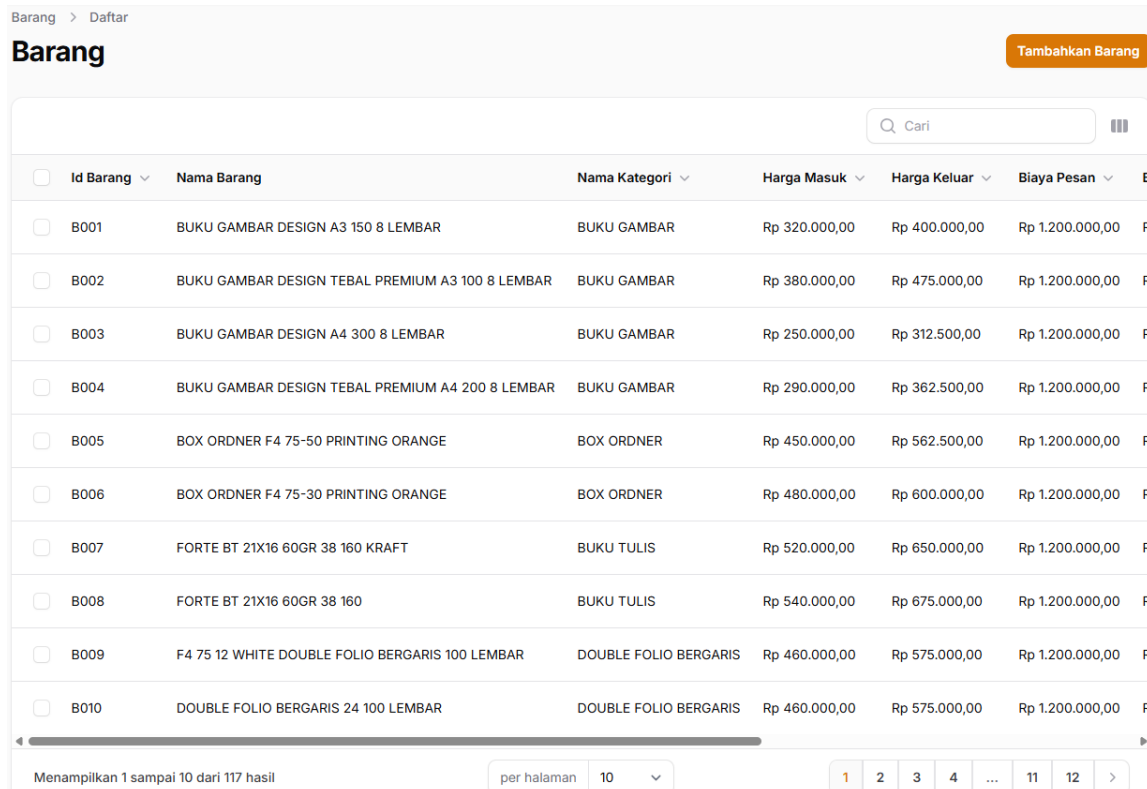 Barang > Daftar
Barang
Tambahkan Barang
Cari
Id Barang Nama Barang Nama Kategori Harga Masuk Harga Keluar Biaya Pesan
B001 BUKU GAMBAR DESIGN A3 150 8 LEMBAR BUKU GAMBAR Rp 320.000,00 Rp 400.000,00 Rp 1.200.000,00
B002 BUKU GAMBAR DESIGN TEBAL PREMIUM A3 100 8 LEMBAR BUKU GAMBAR Rp 380.000,00 Rp 475.000,00 Rp 1.200.000,00
B003 BUKU GAMBAR DESIGN A4 300 8 LEMBAR BUKU GAMBAR Rp 250.000,00 Rp 312.500,00 Rp 1.200.000,00
B004 BUKU GAMBAR DESIGN TEBAL PREMIUM A4 200 8 LEMBAR BUKU GAMBAR Rp 290.000,00 Rp 362.500,00 Rp 1.200.000,00
B005 BOX ORDNER F4 75-50 PRINTING ORANGE BOX ORDNER Rp 450.000,00 Rp 562.500,00 Rp 1.200.000,00
B006 BOX ORDNER F4 75-30 PRINTING ORANGE BOX ORDNER Rp 480.000,00 Rp 600.000,00 Rp 1.200.000,00
B007 FORTE BT 21X16 60GR 38 160 KRAFT BUKU TULIS Rp 520.000,00 Rp 650.000,00 Rp 1.200.000,00
B008 FORTE BT 21X16 60GR 38 160 BUKU TULIS Rp 540.000,00 Rp 675.000,00 Rp 1.200.000,00
B009 F4 75 12 WHITE DOUBLE FOLIO BERGARIS 100 LEMBAR DOUBLE FOLIO BERGARIS Rp 460.000,00 Rp 575.000,00 Rp 1.200.000,00
B010 DOUBLE FOLIO BERGARIS 24 100 LEMBAR DOUBLE FOLIO BERGARIS Rp 460.000,00 Rp 575.000,00 Rp 1.200.000,00
Menampilkan 1 sampai 10 dari 117 hasil per halaman 10 1 2 3 4 ... 11 12 >